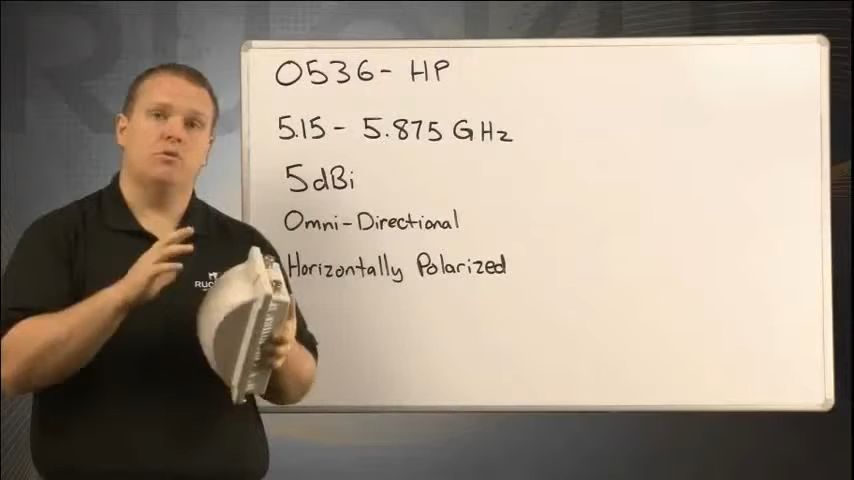 0536- HP
5.15 - 5.875 GHz
5dBi
Omni-Directional
Horizontally Polarized